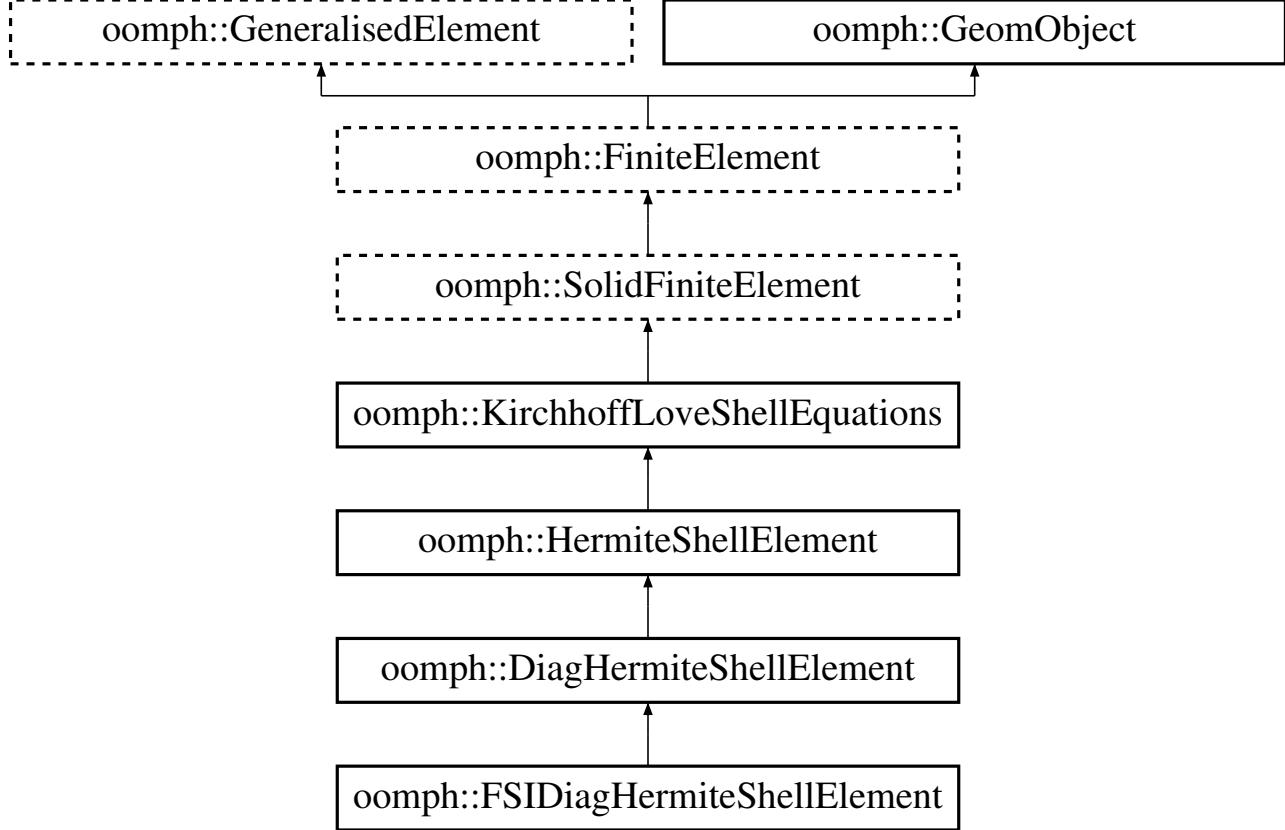 oomph::GeneralisedElement
oomph::GeomObject
oomph::FiniteElement
oomph::SolidFiniteElement
oomph::KirchhoffLoveShellEquations
oomph::HermiteShellElement
oomph::DiagHermiteShellElement
oomph::FSIDiagHermiteShellElement